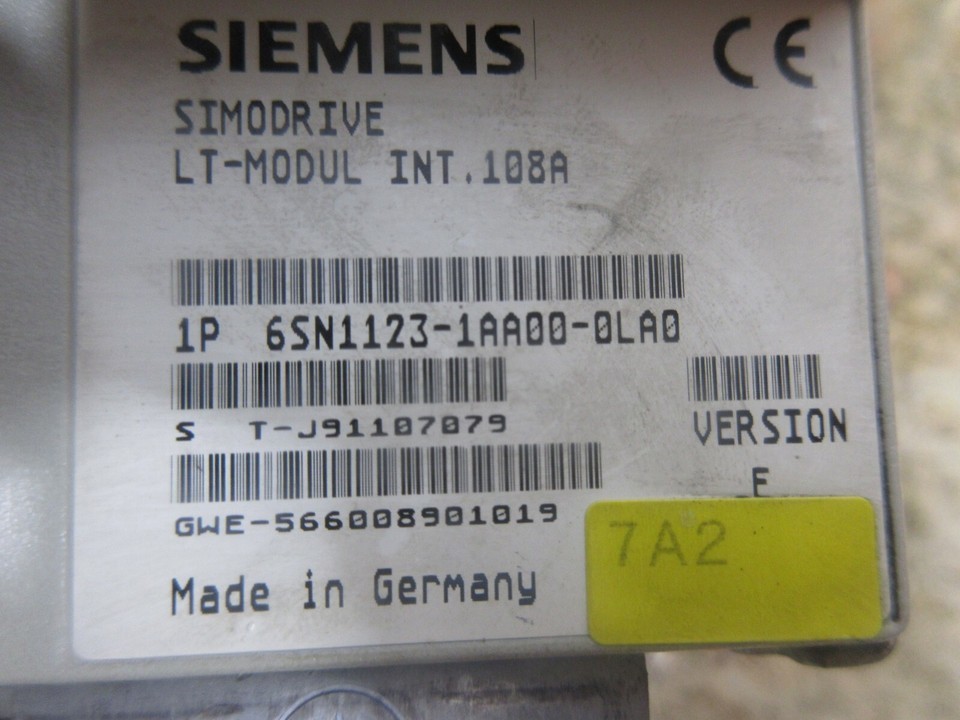 SIEMENS
CE
SIMODRIVE
LT-MODUL INT.108A
1P 6SN1123-1AA00-0LA0
S T-J91107079
VERSION
GWE-566008901019
7A2
Made in Germany